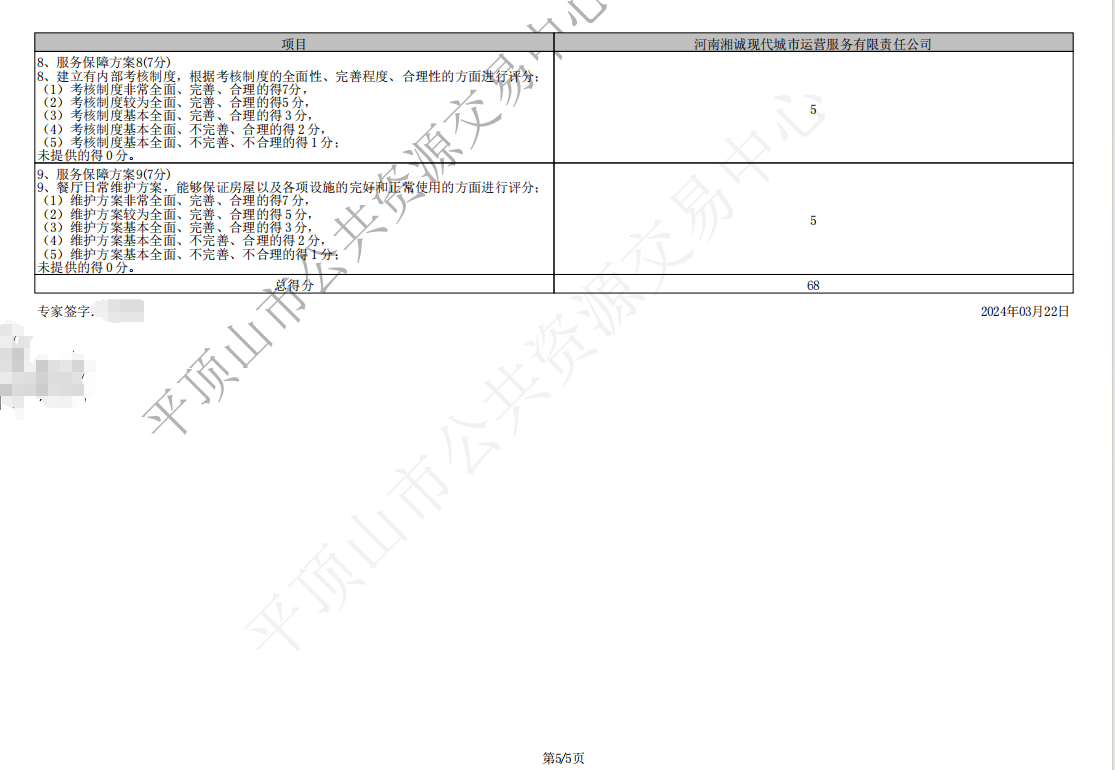 项目 河南湘诚现代城市运营服务有限责任公司
8、服务保障方案8(7分)
8、建立有内部考核制度，根据考核制度的全面性、完善程度、合理性的方面进行评分；
（1）考核制度非常全面、完善、合理的得7分，
（2）考核制度较为全面、完善、合理的得5分，
（3）考核制度基本全面、完善、合理的得３分，
（4）考核制度基本全面、不完善、合理的得２分，
（5）考核制度基本全面、不完善、不合理的得１分；
未提供的得０分。
5
9、服务保障方案9(7分)
9、餐厅日常维护方案，能够保证房屋以及各项设施的完好和正常使用的方面进行评分；
（1）维护方案非常全面、完善、合理的得7分，
（2）维护方案较为全面、完善、合理的得５分，
（3）维护方案基本全面、完善、合理的得３分，
（4）维护方案基本全面、不完善、合理的得２分，
（5）维护方案基本全面、不完善、不合理的得１分；
未提供的得０分。
5
总得分 68
专家签字: 2024年03月22日
平顶山市公共资源交易中心
平顶山市公共资源交易中心
第5/5页